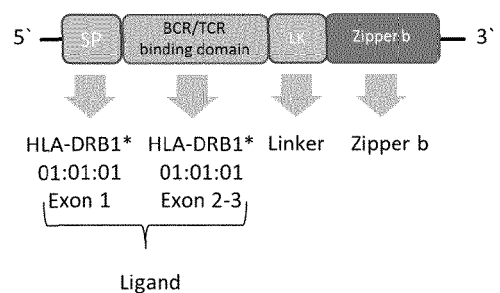 5` SP BCR/TCR binding domain LK Zipper b 3`
HLA-DRB1* HLA-DRB1* Linker Zipper b
01:01:01 01:01:01
Exon 1 Exon 2-3
Ligand